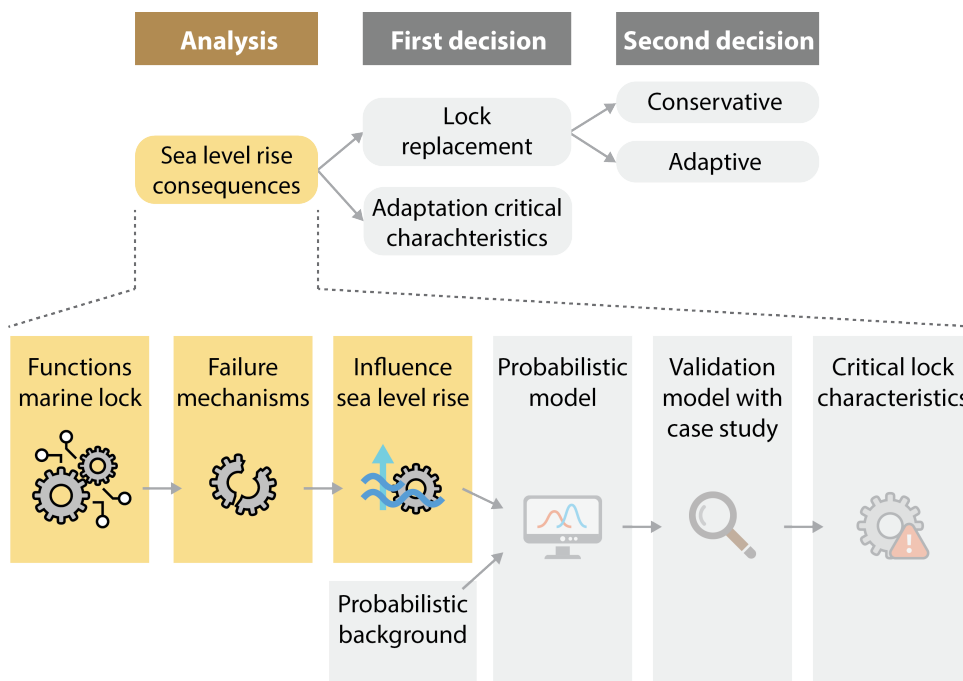 Analysis
First decision
Second decision
Sea level rise
consequences
Lock
replacement
Adaptation critical
charachteristics
Conservative
Adaptive
Functions
marine lock
Failure
mechanisms
Influence
sea level rise
Probabilistic
model
Validation
model with
case study
Critical lock
characteristics
Probabilistic
background